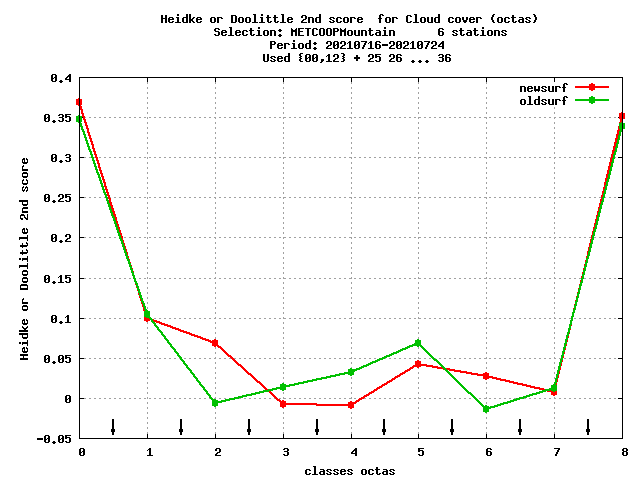 Heidke or Doolittle 2nd score  for Cloud cover (octas)
Selection: METCOOPMountain      6 stations
Period: 20210716-20210724
Used {00,12} + 25 26 ... 36
newsurf
oldsurf
0.4
0.35
0.3
0.25
0.2
0.15
0.1
0.05
0
-0.05
Heidke or Doolittle 2nd score
0 1 2 3 4 5 6 7 8
classes octas